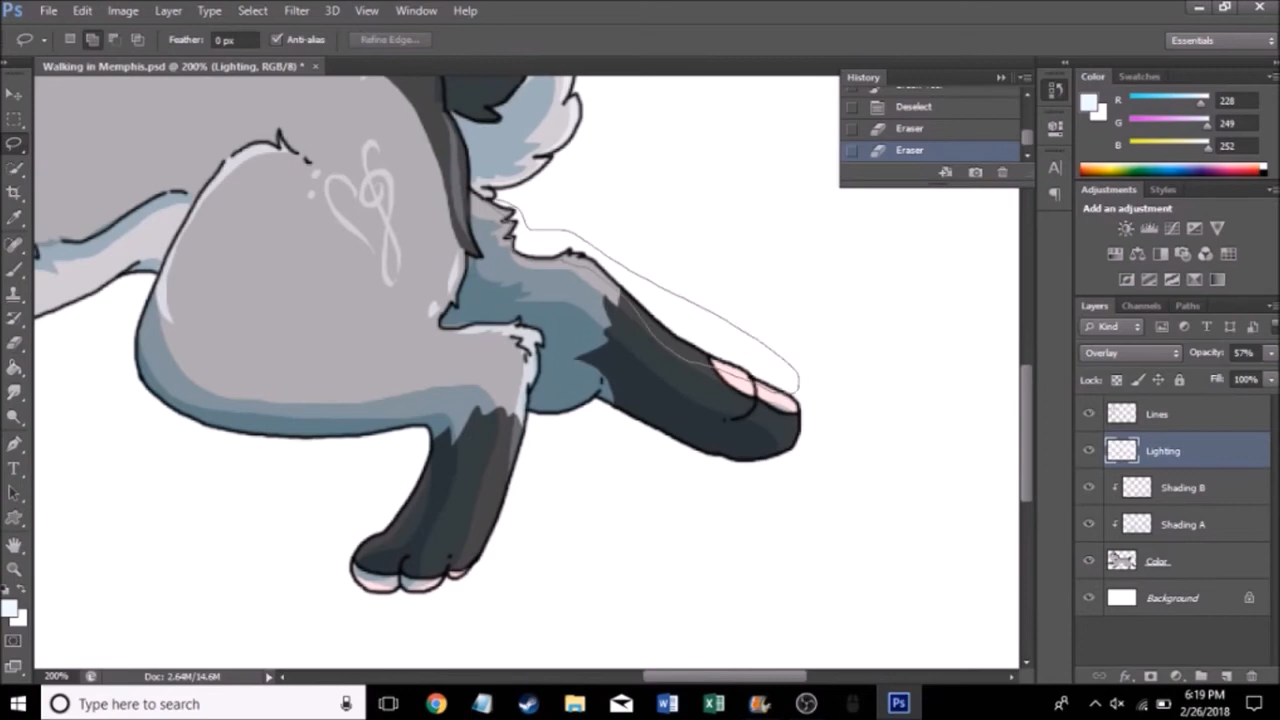 Ps File Edit Image Layer Type Select Filter 3D View Window Help
Feather: 0 px Anti-alias Refine Edge... Essentials
Walking in Memphis.psd @ 200% (Lighting, RGB/8) * ×
History
Deselect
Eraser
Eraser
Color Swatches
R 228
G 249
B 252
Adjustments Styles
Add an adjustment
Layers Channels Paths
Kind
Overlay Opacity: 57%
Lock: Fill: 100%
Lines
Lighting
Shading B
Shading A
Color
Background
200% Doc: 2.64M/14.6M
Type here to search
6:19 PM
2/26/2018